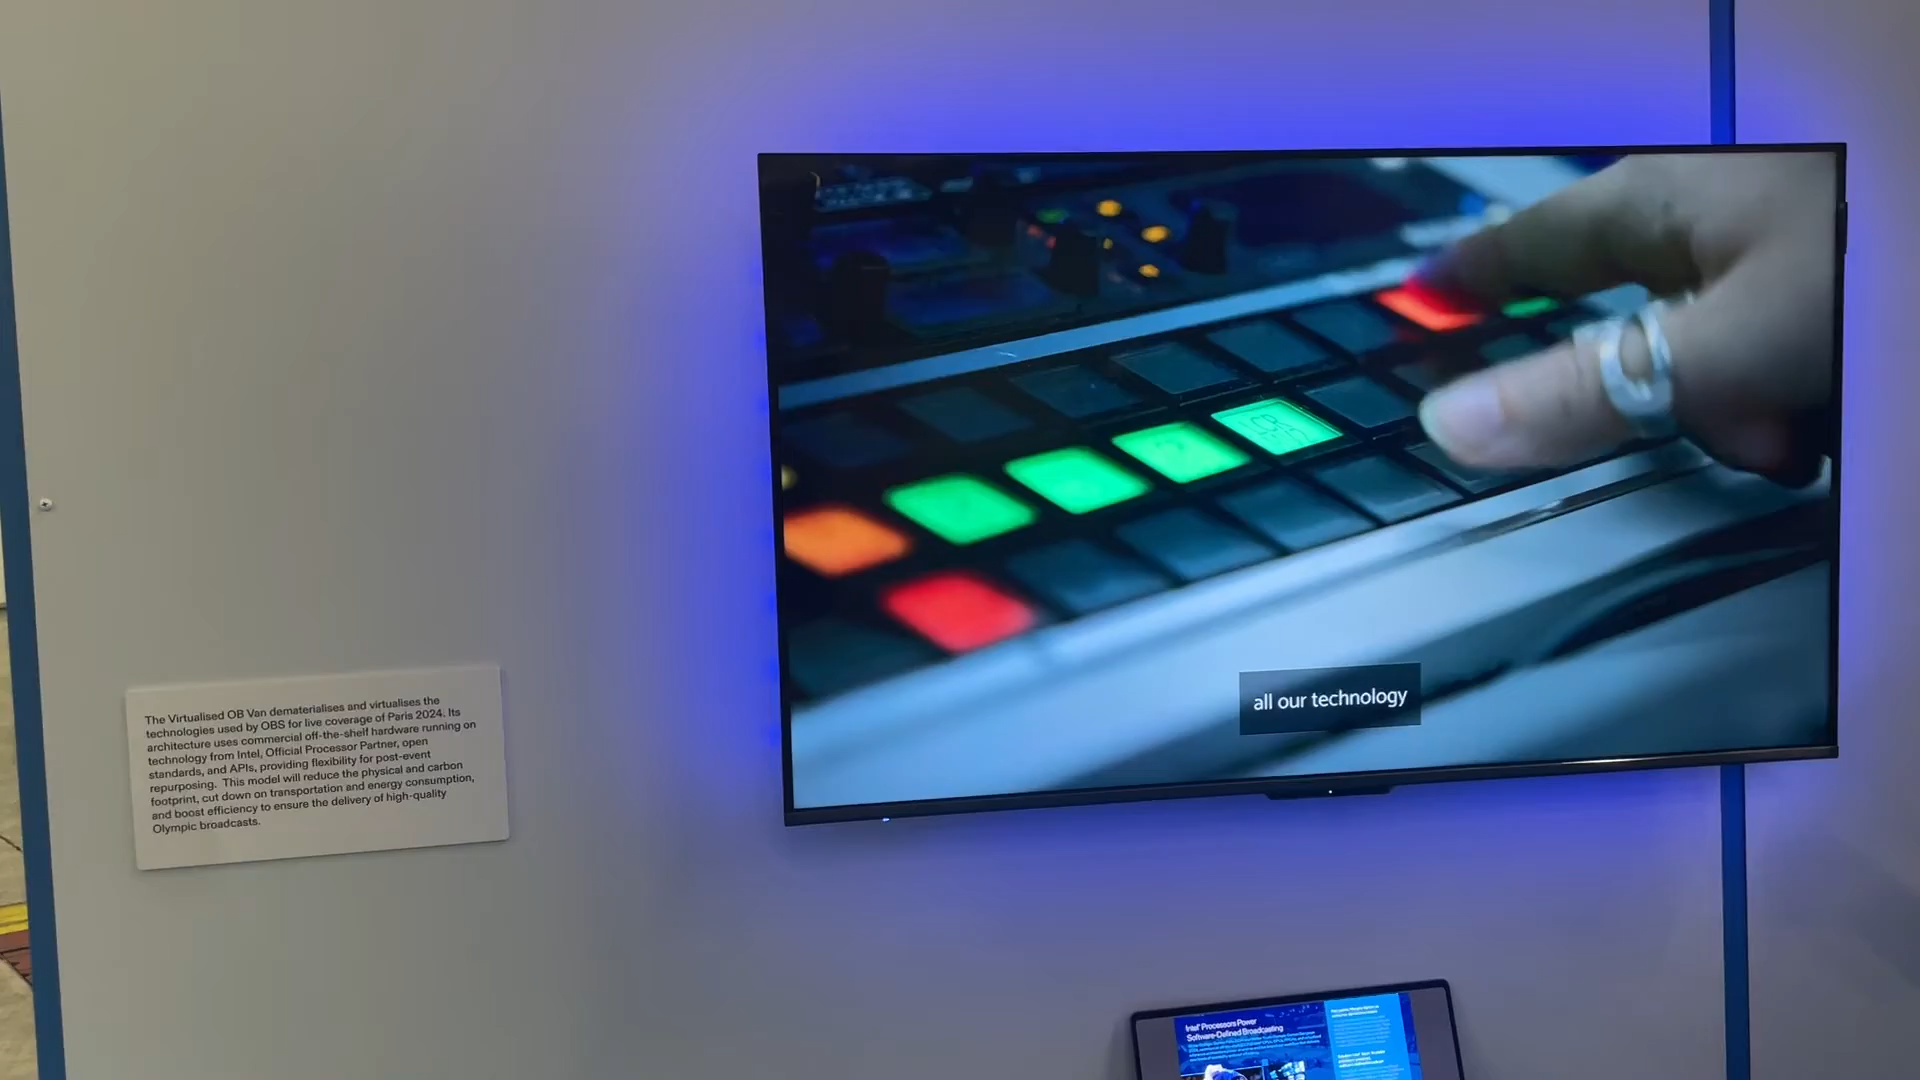 The Virtualised OB Van dematerialises and virtualises the
technologies used by OBS for live coverage of Paris 2024. Its
architecture uses commercial off-the-shelf hardware running on
technology from Intel, Official Processor Partner, open
standards, and APIs, providing flexibility for post-event
repurposing. This model will reduce the physical and carbon
footprint, cut down on transportation and energy consumption,
and boost efficiency to ensure the delivery of high-quality
Olympic broadcasts.
all our technology
Intel® Processors Power
Software-Defined Broadcasting